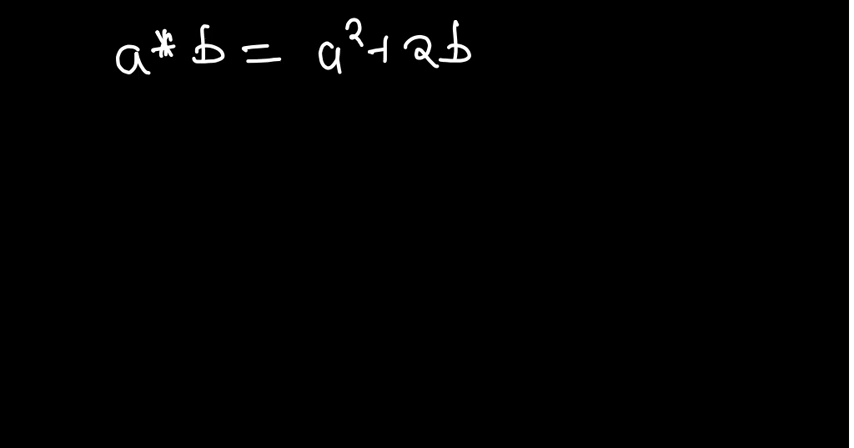 a * b = a² + 2b